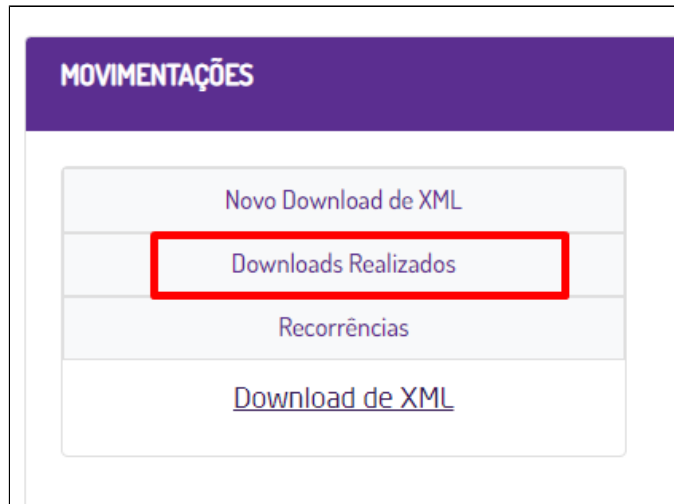 MOVIMENTAÇÕES
Novo Download de XML
Downloads Realizados
Recorrências
Download de XML